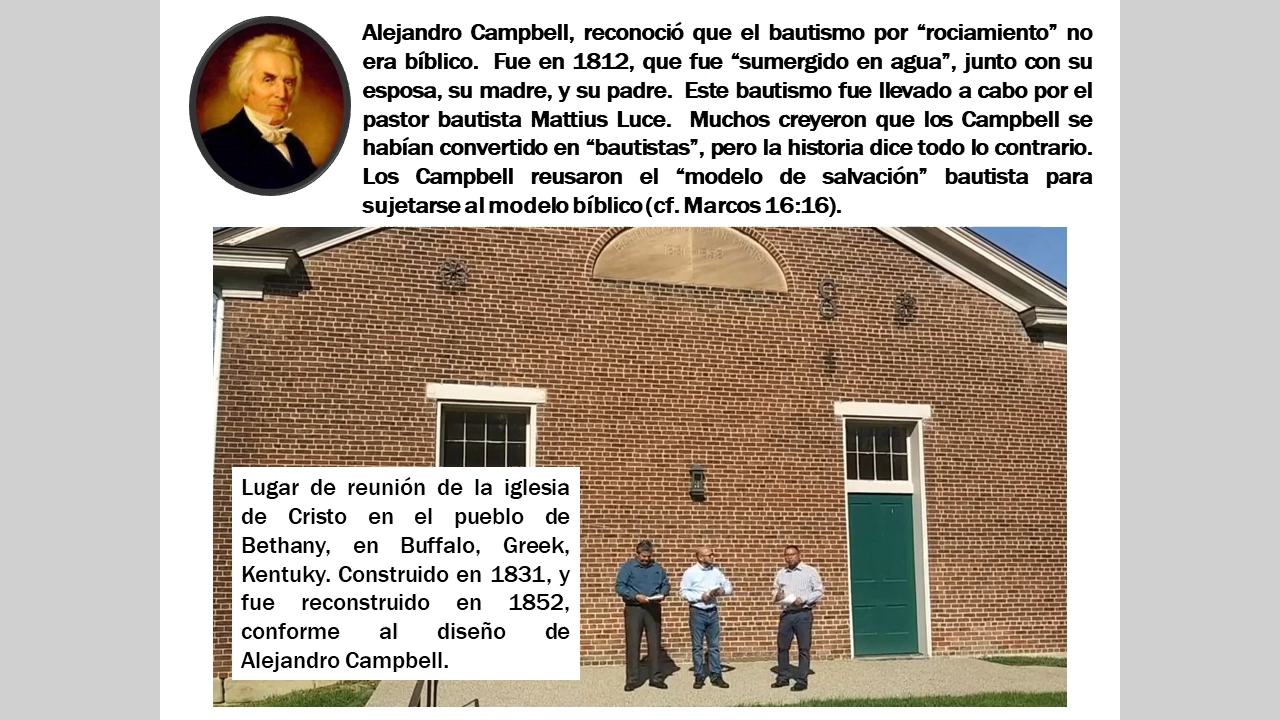 Alejandro Campbell, reconoció que el bautismo por “rociamiento” no
era bíblico. Fue en 1812, que fue “sumergido en agua”, junto con su
esposa, su madre, y su padre. Este bautismo fue llevado a cabo por el
pastor bautista Mattius Luce. Muchos creyeron que los Campbell se
habían convertido en “bautistas”, pero la historia dice todo lo contrario.
Los Campbell reusaron el “modelo de salvación” bautista para
sujetarse al modelo bíblico (cf. Marcos 16:16).
Lugar de reunión de la iglesia
de Cristo en el pueblo de
Bethany, en Buffalo, Greek,
Kentuky. Construido en 1831, y
fue reconstruido en 1852,
conforme al diseño de
Alejandro Campbell.